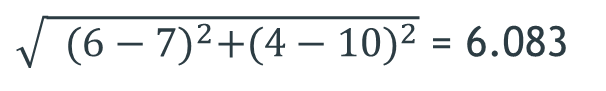 √(6 − 7)²+(4 − 10)² = 6.083